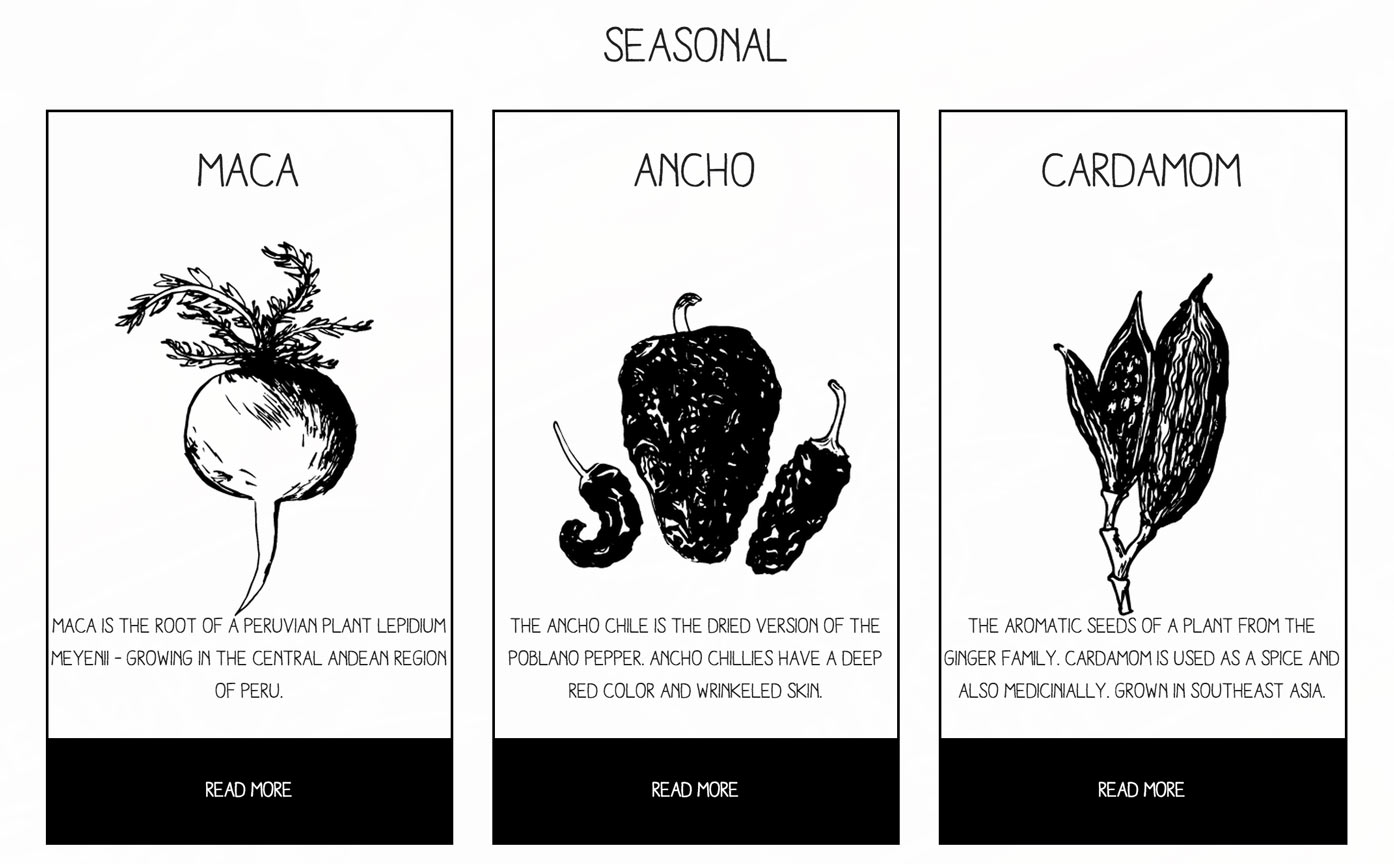 SEASONAL
MACA
MACA IS THE ROOT OF A PERUVIAN PLANT LEPIDIUM
MEYENII - GROWING IN THE CENTRAL ANDEAN REGION
OF PERU.
READ MORE
ANCHO
THE ANCHO CHILE IS THE DRIED VERSION OF THE
POBLANO PEPPER. ANCHO CHILLIES HAVE A DEEP
RED COLOR AND WRINKELED SKIN.
READ MORE
CARDAMOM
THE AROMATIC SEEDS OF A PLANT FROM THE
GINGER FAMILY. CARDAMOM IS USED AS A SPICE AND
ALSO MEDICINIALLY. GROWN IN SOUTHEAST ASIA.
READ MORE